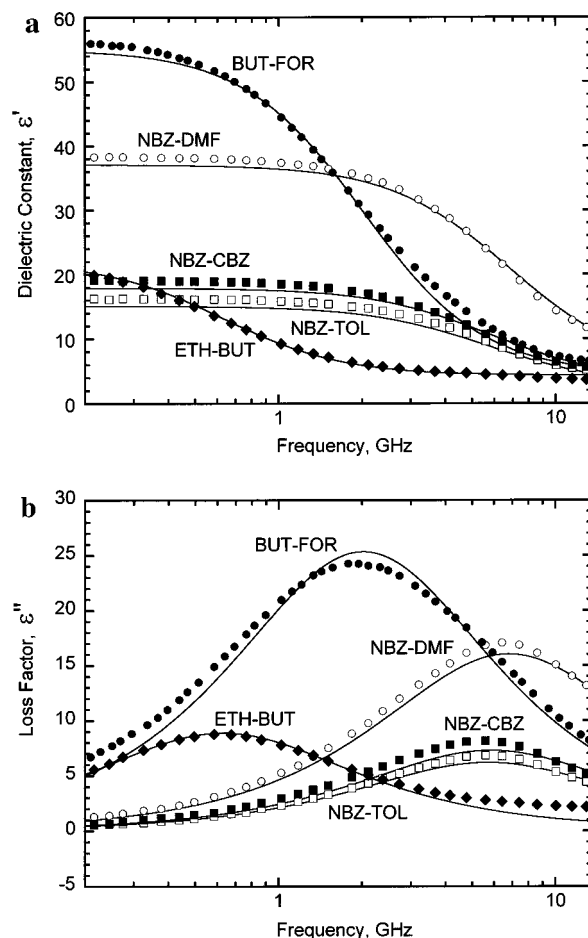 a
60
50
40
30
20
10
0
Dielectric Constant, ε'
BUT-FOR
NBZ-DMF
NBZ-CBZ
NBZ-TOL
ETH-BUT
1
10
Frequency, GHz
b
30
25
20
15
10
5
0
-5
Loss Factor, ε"
BUT-FOR
NBZ-DMF
ETH-BUT
NBZ-CBZ
NBZ-TOL
1
10
Frequency, GHz